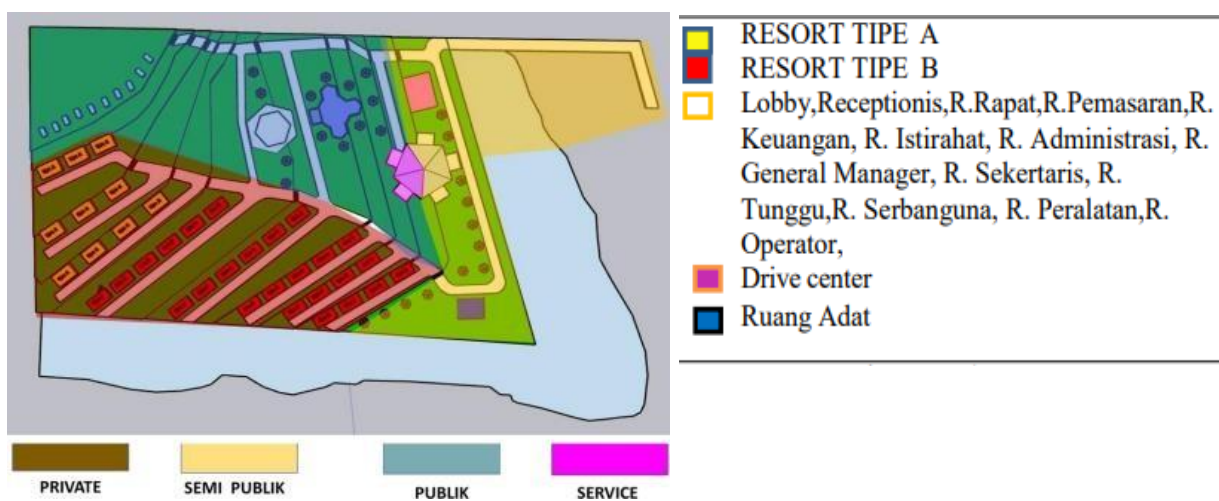 RESORT TIPE A
RESORT TIPE B
Lobby,Receptionis,R.Rapat,R.Pemasaran,R.
Keuangan, R. Istirahat, R. Administrasi, R.
General Manager, R. Sekertaris, R.
Tunggu,R. Serbanguna, R. Peralatan,R.
Operator,
Drive center
Ruang Adat
PRIVATE
SEMI PUBLIK
PUBLIK
SERVICE